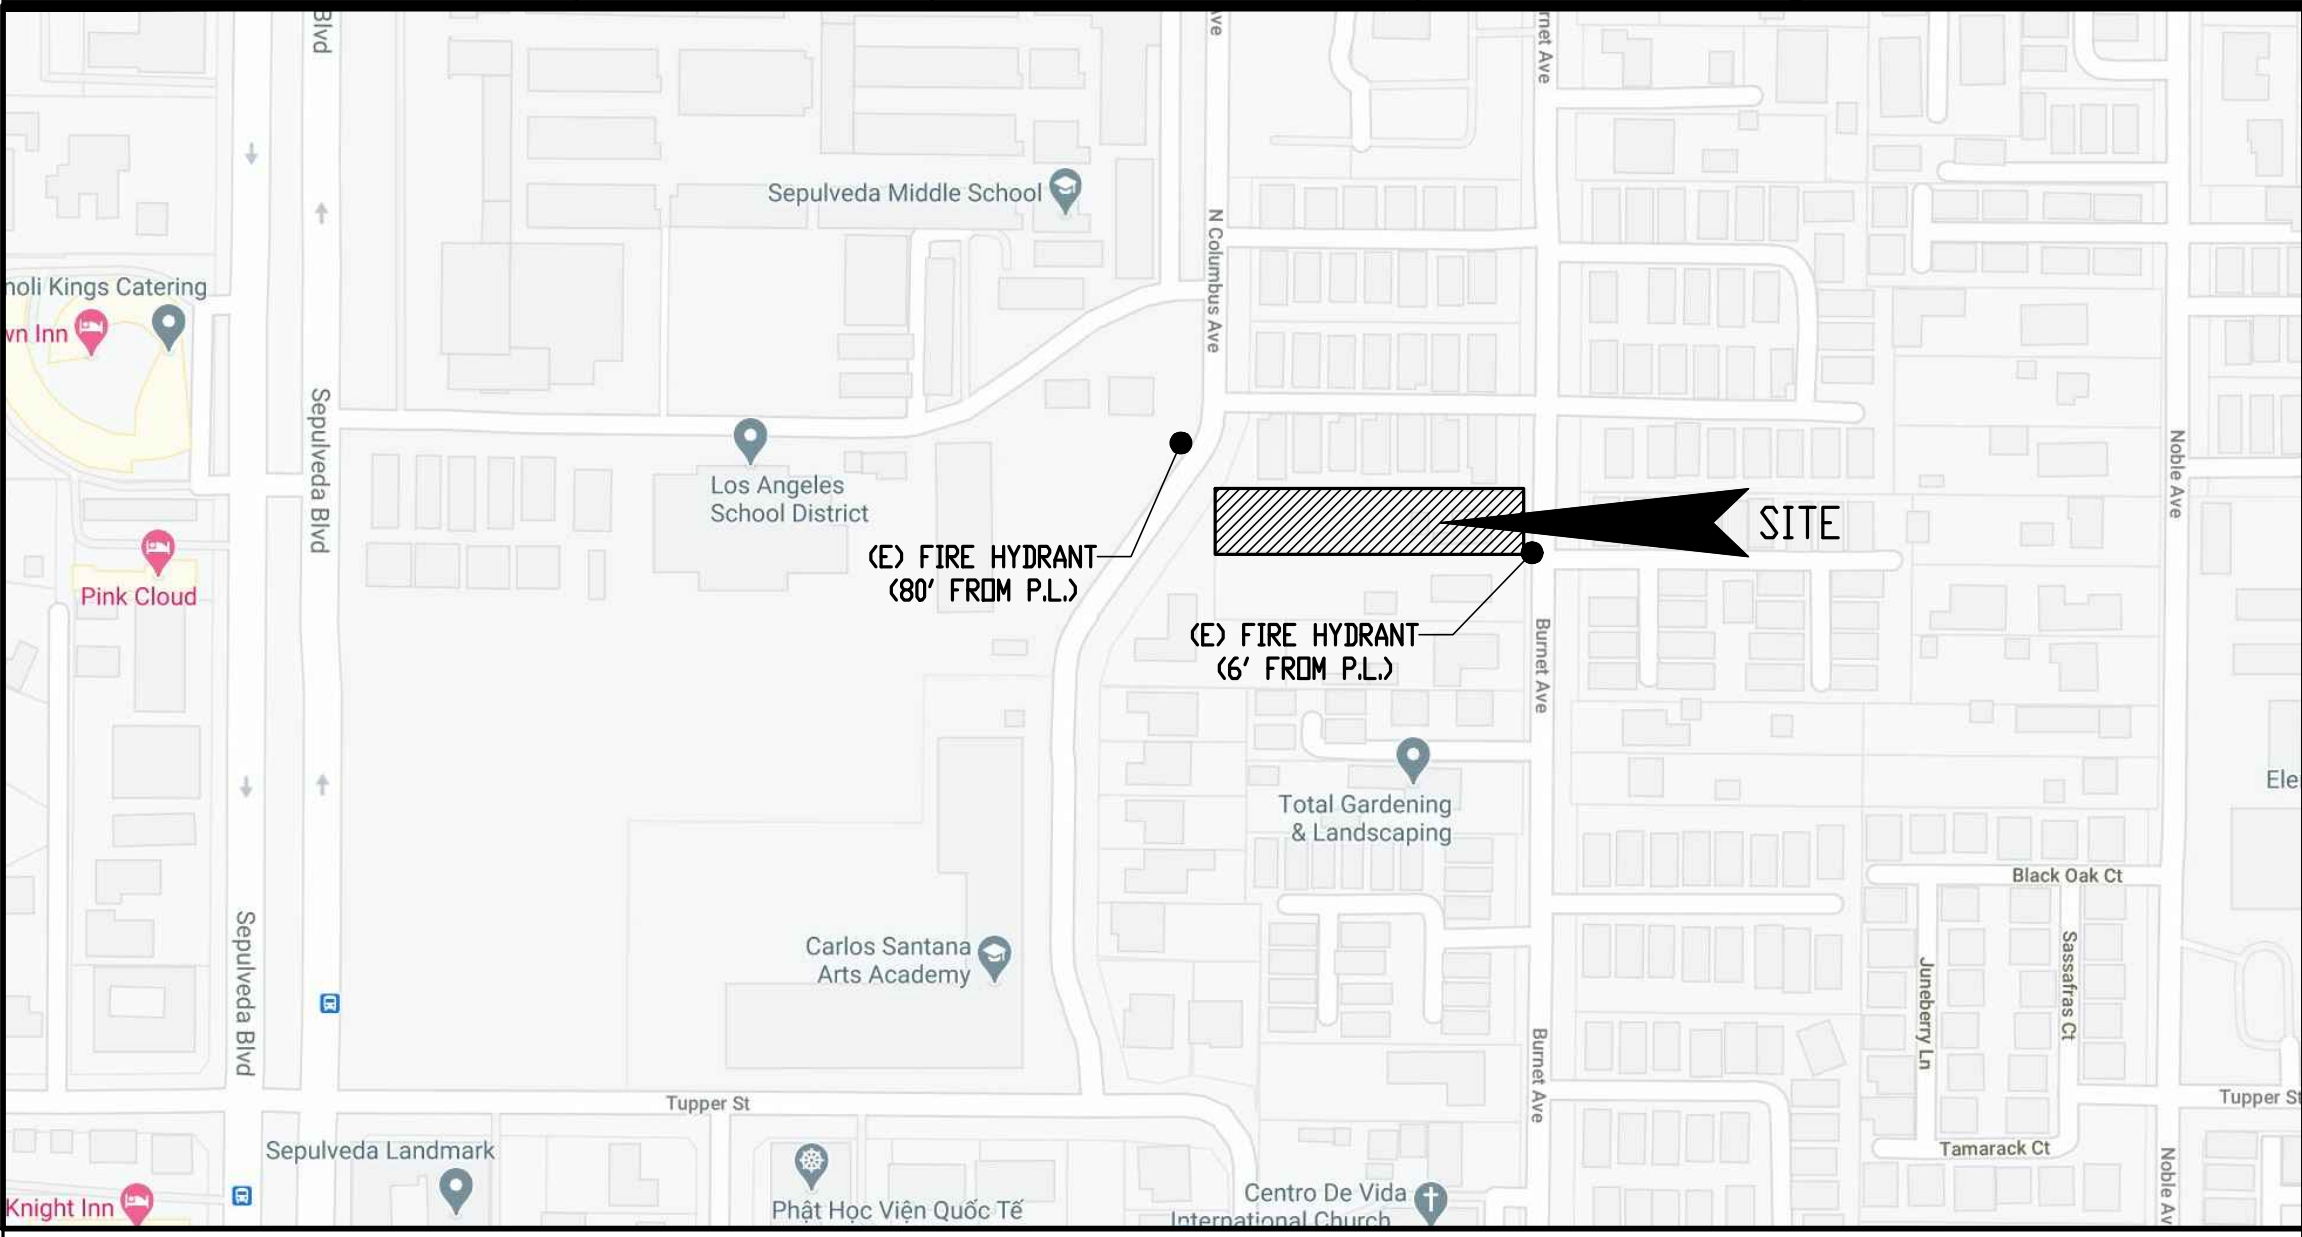 Blvd
Ave
rnet Ave
Sepulveda Middle School
N Columbus Ave
noli Kings Catering
wn Inn
Sepulveda Blvd
Noble Ave
Los Angeles
School District
(E) FIRE HYDRANT
(80' FROM P.L.)
SITE
Pink Cloud
(E) FIRE HYDRANT
(6' FROM P.L.)
Burnet Ave
Ele
Total Gardening
& Landscaping
Black Oak Ct
Sepulveda Blvd
Carlos Santana
Arts Academy
Juneberry Ln
Sassafras Ct
Burnet Ave
Tupper St
Tupper St
Sepulveda Landmark
Tamarack Ct
Knight Inn
Phật Học Viện Quốc Tế
Centro De Vida
International Church
Noble Av